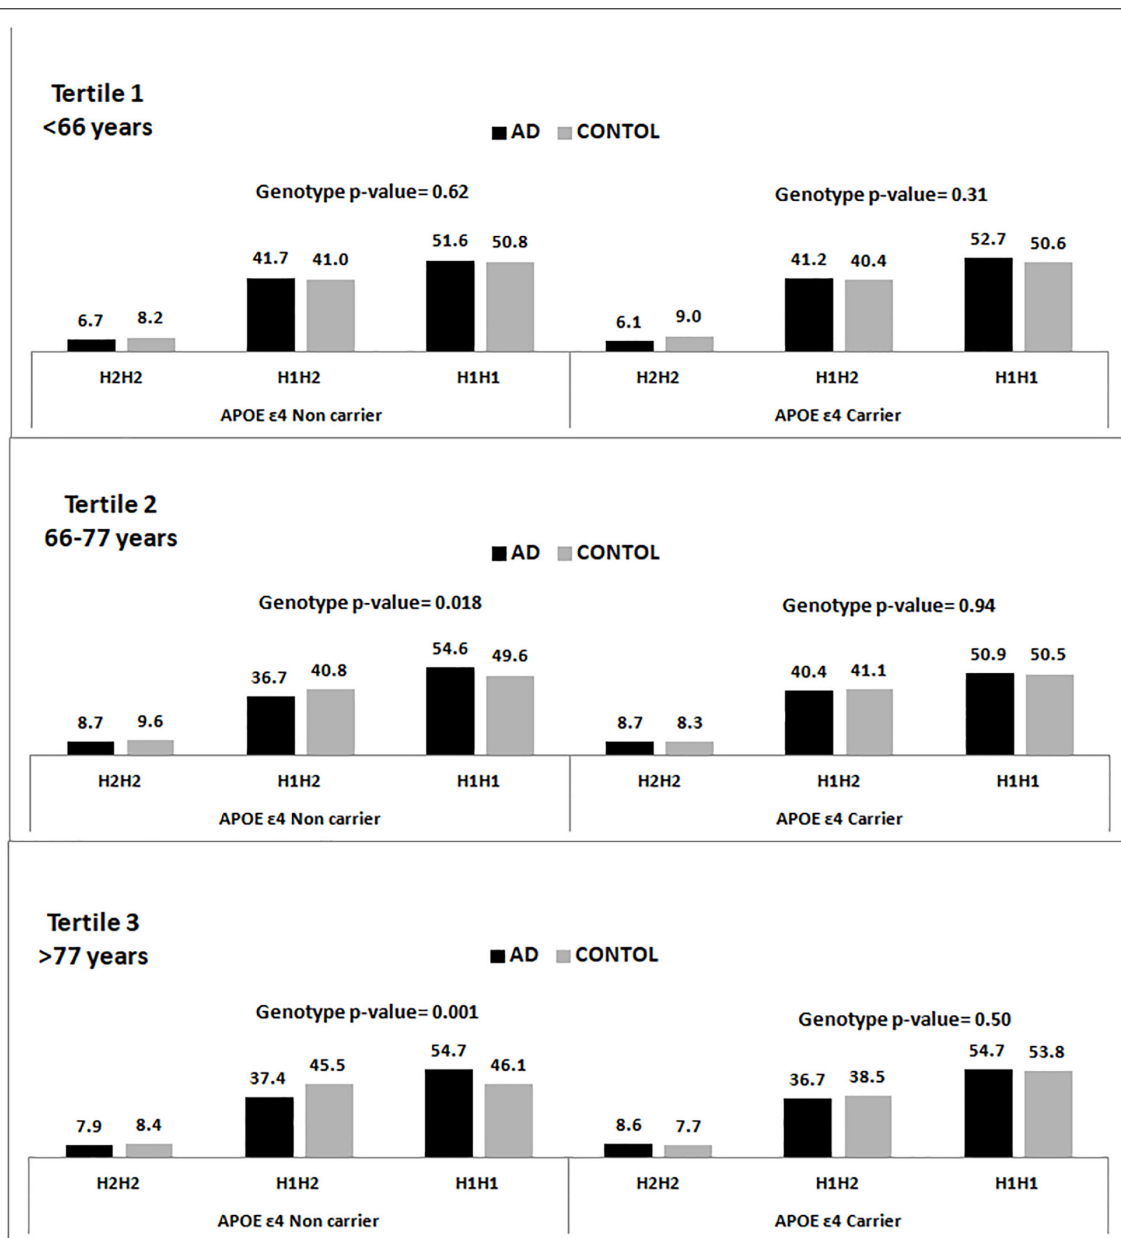 Tertile 1
<66 years
AD CONTOL
Genotype p-value= 0.62 Genotype p-value= 0.31
6.7 8.2 41.7 41.0 51.6 50.8 6.1 9.0 41.2 40.4 52.7 50.6
H2H2 H1H2 H1H1 H2H2 H1H2 H1H1
APOE ε4 Non carrier APOE ε4 Carrier
Tertile 2
66-77 years
AD CONTOL
Genotype p-value= 0.018 Genotype p-value= 0.94
8.7 9.6 36.7 40.8 54.6 49.6 8.7 8.3 40.4 41.1 50.9 50.5
H2H2 H1H2 H1H1 H2H2 H1H2 H1H1
APOE ε4 Non carrier APOE ε4 Carrier
Tertile 3
>77 years
AD CONTOL
Genotype p-value= 0.001 Genotype p-value= 0.50
7.9 8.4 37.4 45.5 54.7 46.1 8.6 7.7 36.7 38.5 54.7 53.8
H2H2 H1H2 H1H1 H2H2 H1H2 H1H1
APOE ε4 Non carrier APOE ε4 Carrier